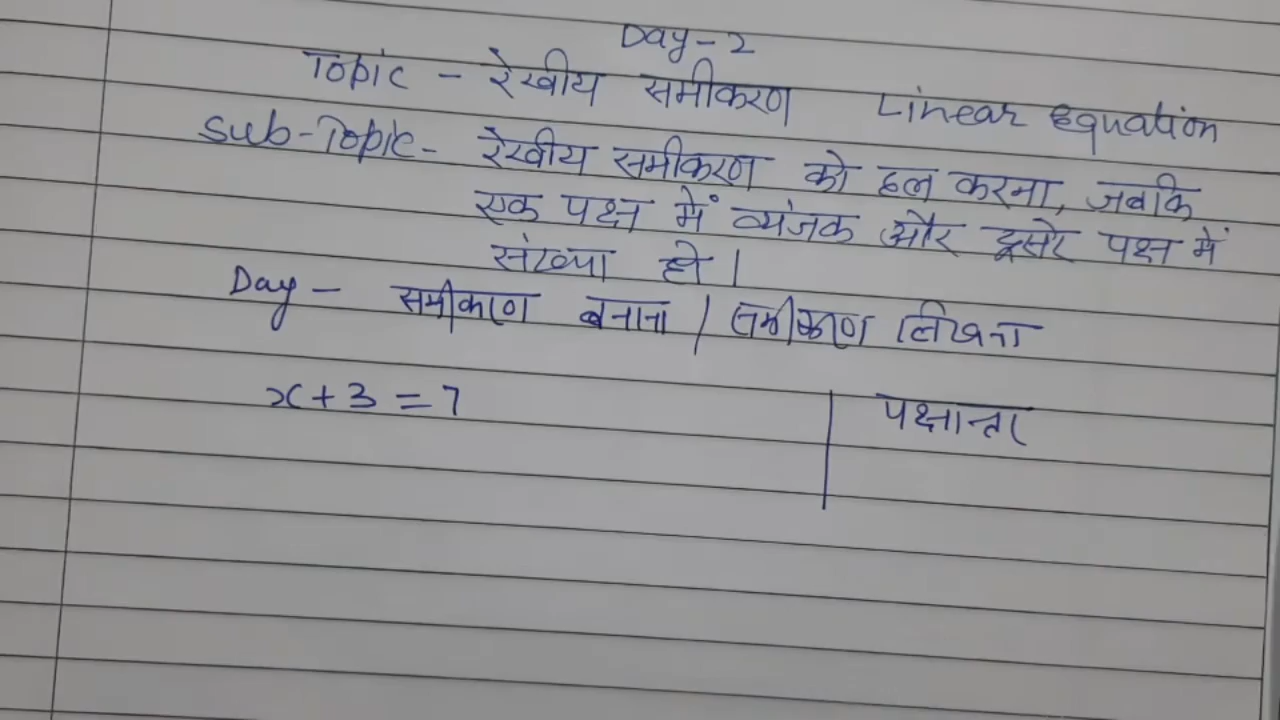 Day-2
Topic - रेखीय समीकरण Linear Equation
Sub-Topic- रेखीय समीकरण को हल करना, जबकि
एक पक्ष में व्यंजक और दूसरे पक्ष में
संख्या हो।
Day - समीकरण बनाना / समीकरण लिखना
x+3=7
पक्षान्तर